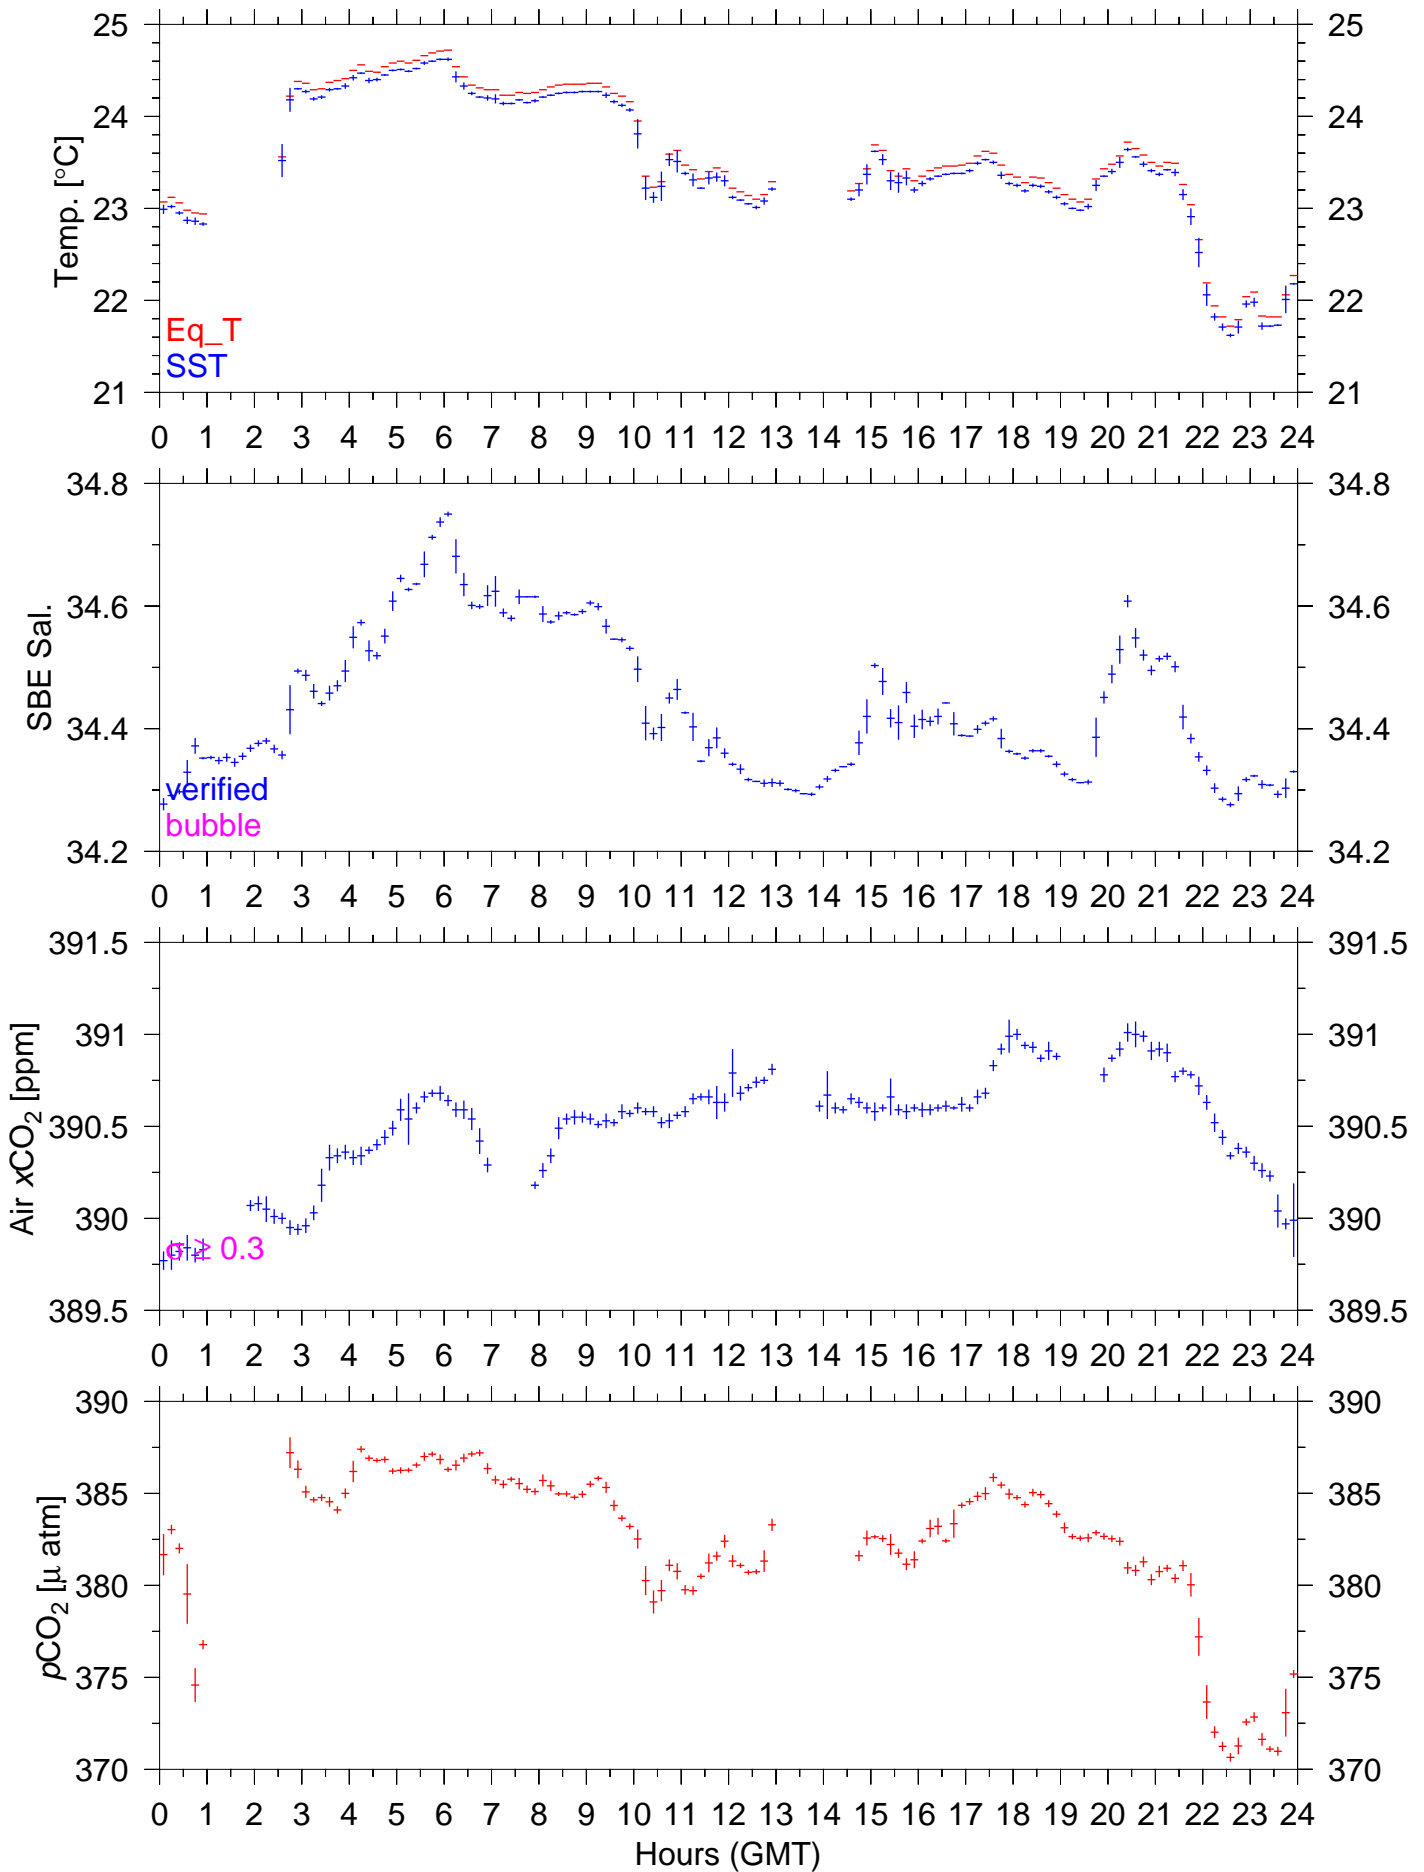 25 25
24 24
23 23
22 22
21 21
Temp. [°C]
Eq_T
SST
0 1 2 3 4 5 6 7 8 9 10 11 12 13 14 15 16 17 18 19 20 21 22 23 24
34.8 34.8
34.6 34.6
34.4 34.4
34.2 34.2
SBE Sal.
verified
bubble
0 1 2 3 4 5 6 7 8 9 10 11 12 13 14 15 16 17 18 19 20 21 22 23 24
391.5 391.5
391 391
390.5 390.5
390 390
389.5 389.5
Air xCO₂ [ppm]
σ ≥ 0.3
0 1 2 3 4 5 6 7 8 9 10 11 12 13 14 15 16 17 18 19 20 21 22 23 24
390 390
385 385
380 380
375 375
370 370
pCO₂ [μ atm]
0 1 2 3 4 5 6 7 8 9 10 11 12 13 14 15 16 17 18 19 20 21 22 23 24
Hours (GMT)